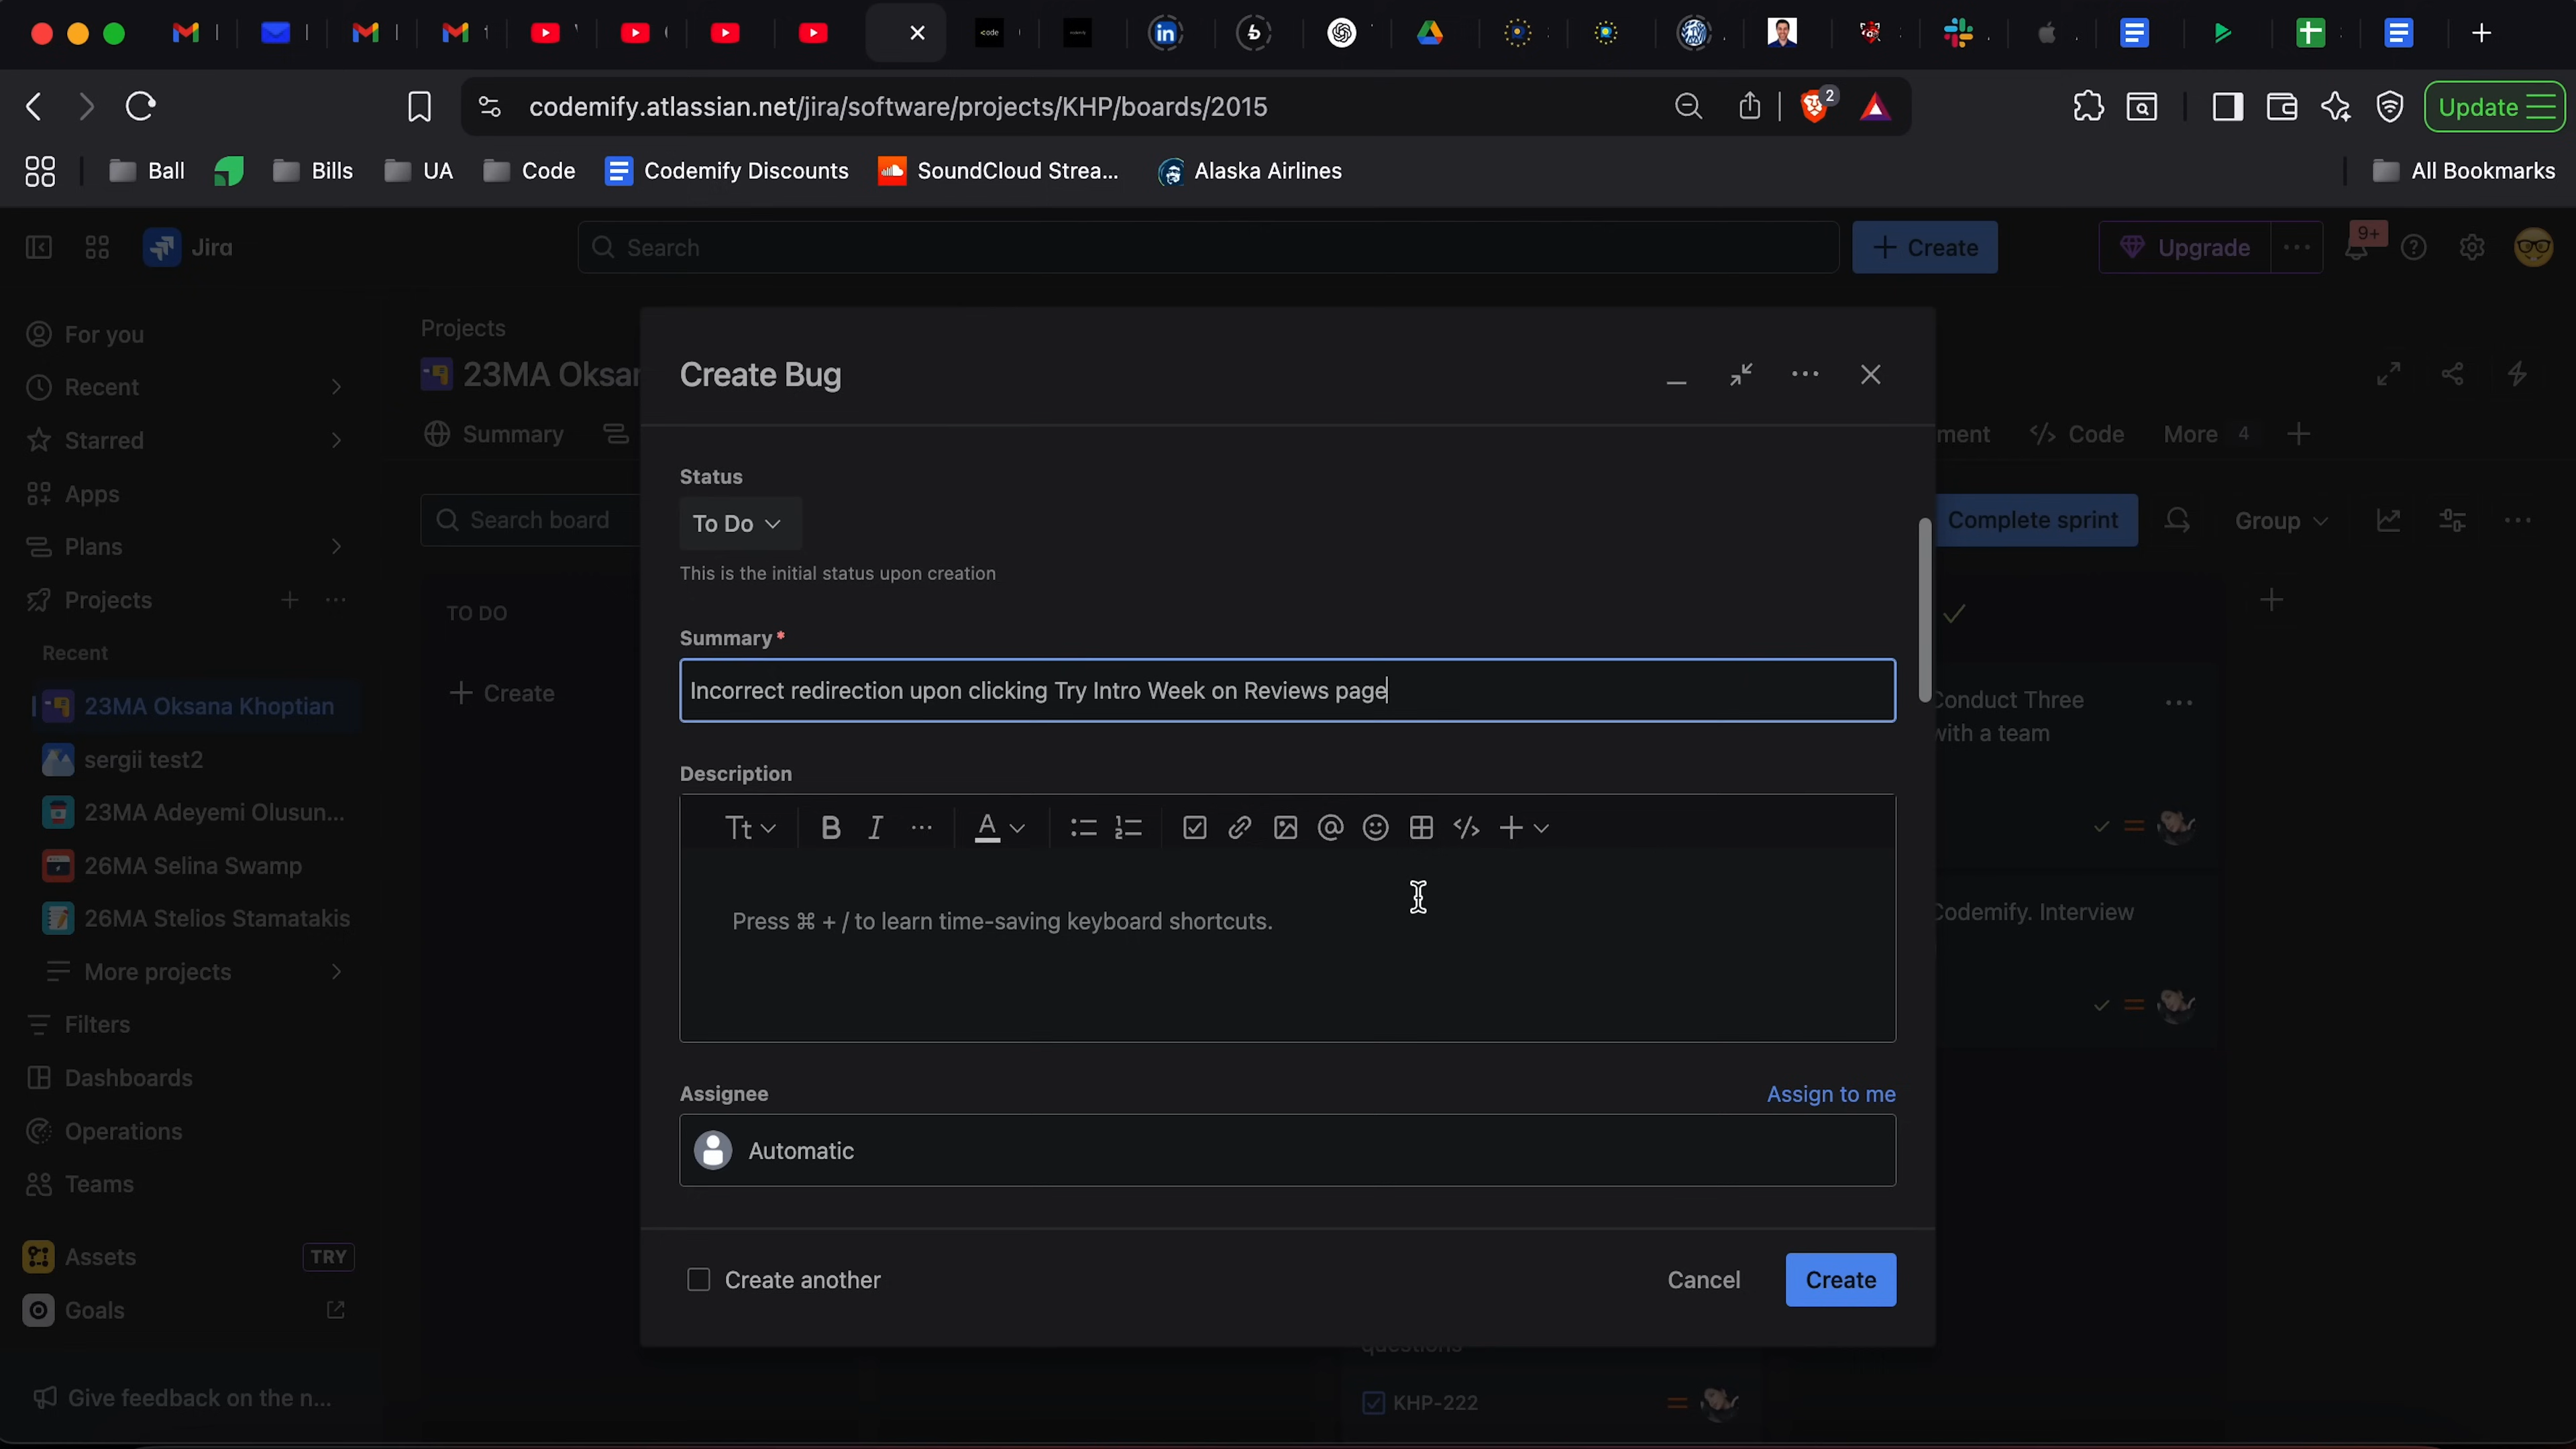 codemify.atlassian.net/jira/software/projects/KHP/boards/2015
2
Update
Ball
Bills
UA
Code
Codemify Discounts
SoundCloud Strea...
Alaska Airlines
All Bookmarks
Jira
Search
+ Create
Upgrade
9+
For you
Recent
Starred
Apps
Plans
Projects
Recent
23MA Oksana Khoptian
sergii test2
23MA Adeyemi Olusun...
26MA Selina Swamp
26MA Stelios Stamatakis
More projects
Filters
Dashboards
Operations
Teams
Assets TRY
Goals
Give feedback on the n...
Projects
23MA Oksan
Summary
ment
Code
More 4
Search board
Complete sprint
Group
TO DO
+ Create
Create Bug
Status
To Do
This is the initial status upon creation
Summary*
Incorrect redirection upon clicking Try Intro Week on Reviews page
Description
Tt B I ... A
Press ⌘ + / to learn time-saving keyboard shortcuts.
Assignee
Assign to me
Automatic
Create another
Cancel
Create
Conduct Three
with a team
Codemify. Interview
questions
KHP-222